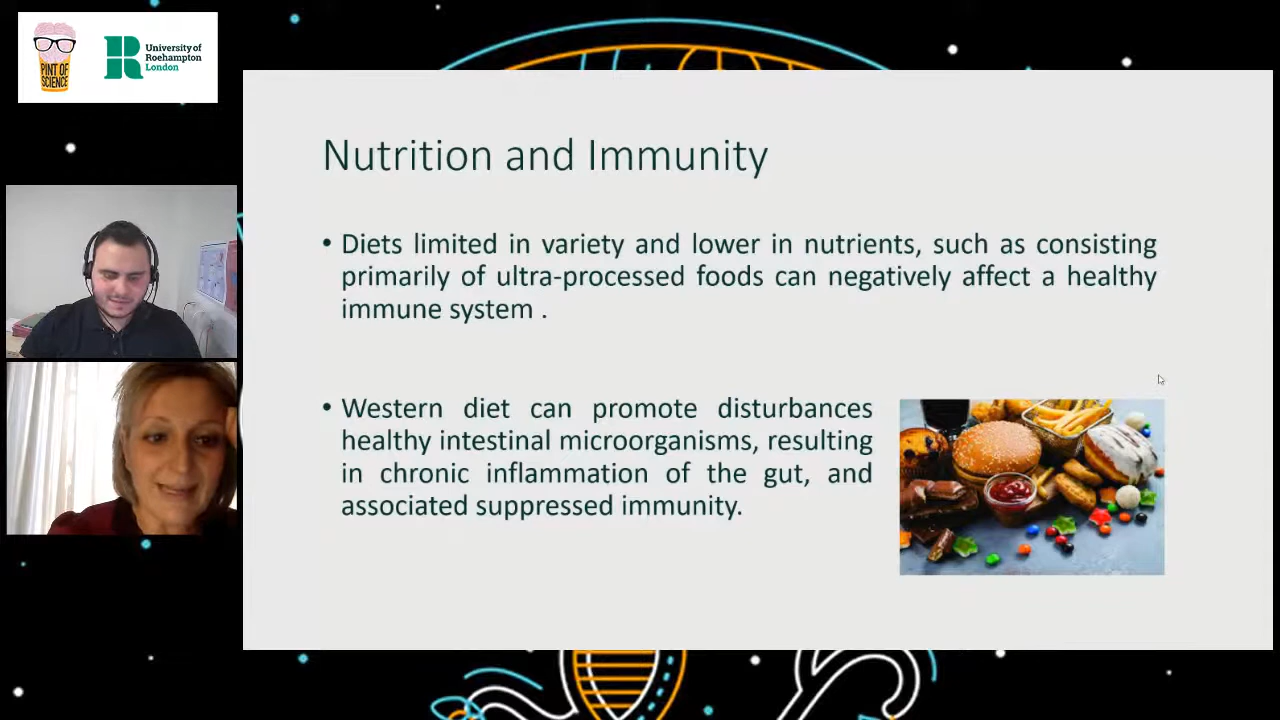 PINT OF
SCIENCE
University of
Roehampton
London
Nutrition and Immunity
• Diets limited in variety and lower in nutrients, such as consisting
primarily of ultra-processed foods can negatively affect a healthy
immune system .
• Western diet can promote disturbances
healthy intestinal microorganisms, resulting
in chronic inflammation of the gut, and
associated suppressed immunity.